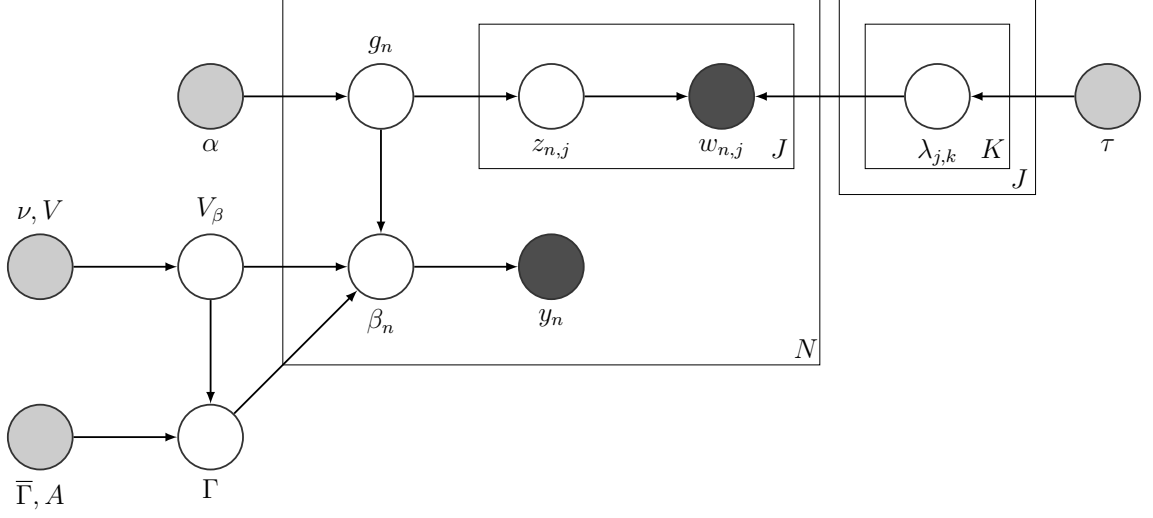 g_n
α
z_{n,j}
w_{n,j}
J
λ_{j,k}
K
τ
J
ν, V
V_β
β_n
y_n
N
Γ̅, A
Γ